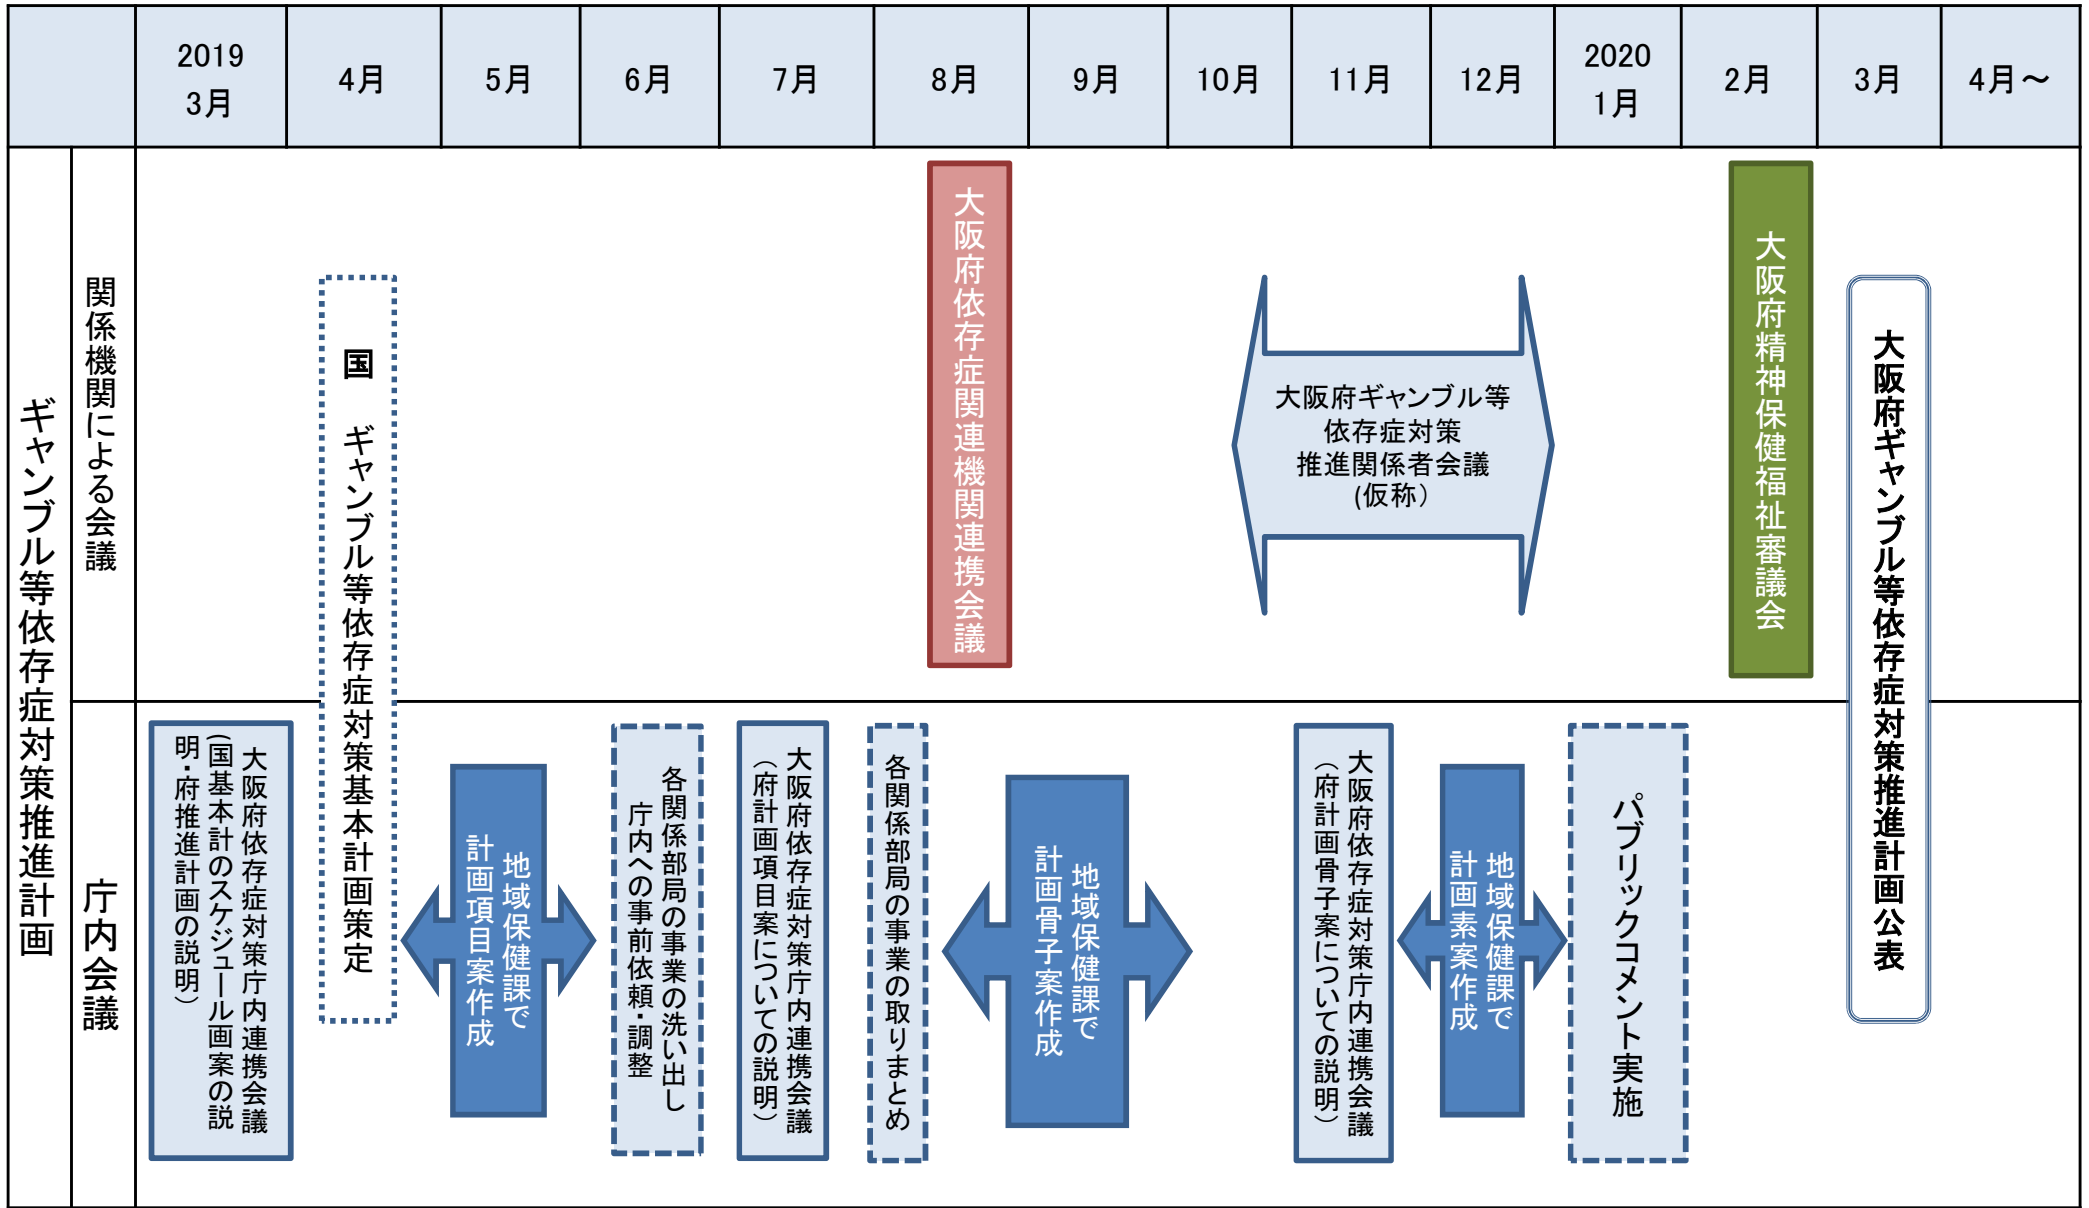 2019
3月
4月
5月
6月
7月
8月
9月
10月
11月
12月
2020
1月
2月
3月
4月～
ギャンブル等依存症対策推進計画
関係機関による会議
国　ギャンブル等依存症対策基本計画策定
大阪府依存症関連機関連携会議
大阪府ギャンブル等
依存症対策
推進関係者会議
(仮称）
大阪府精神保健福祉審議会
大阪府ギャンブル等依存症対策推進計画公表
庁内会議
大阪府依存症対策庁内連携会議
(国基本計のスケジュール画案の説
明・府推進計画の説明）
地域保健課で
計画項目案作成
各関係部局の事業の洗い出し
庁内への事前依頼・調整
大阪府依存症対策庁内連携会議
（府計画項目案についての説明）
各関係部局の事業の取りまとめ
地域保健課で
計画骨子案作成
大阪府依存症対策庁内連携会議
（府計画骨子案についての説明）
地域保健課で
計画素案作成
パブリックコメント実施